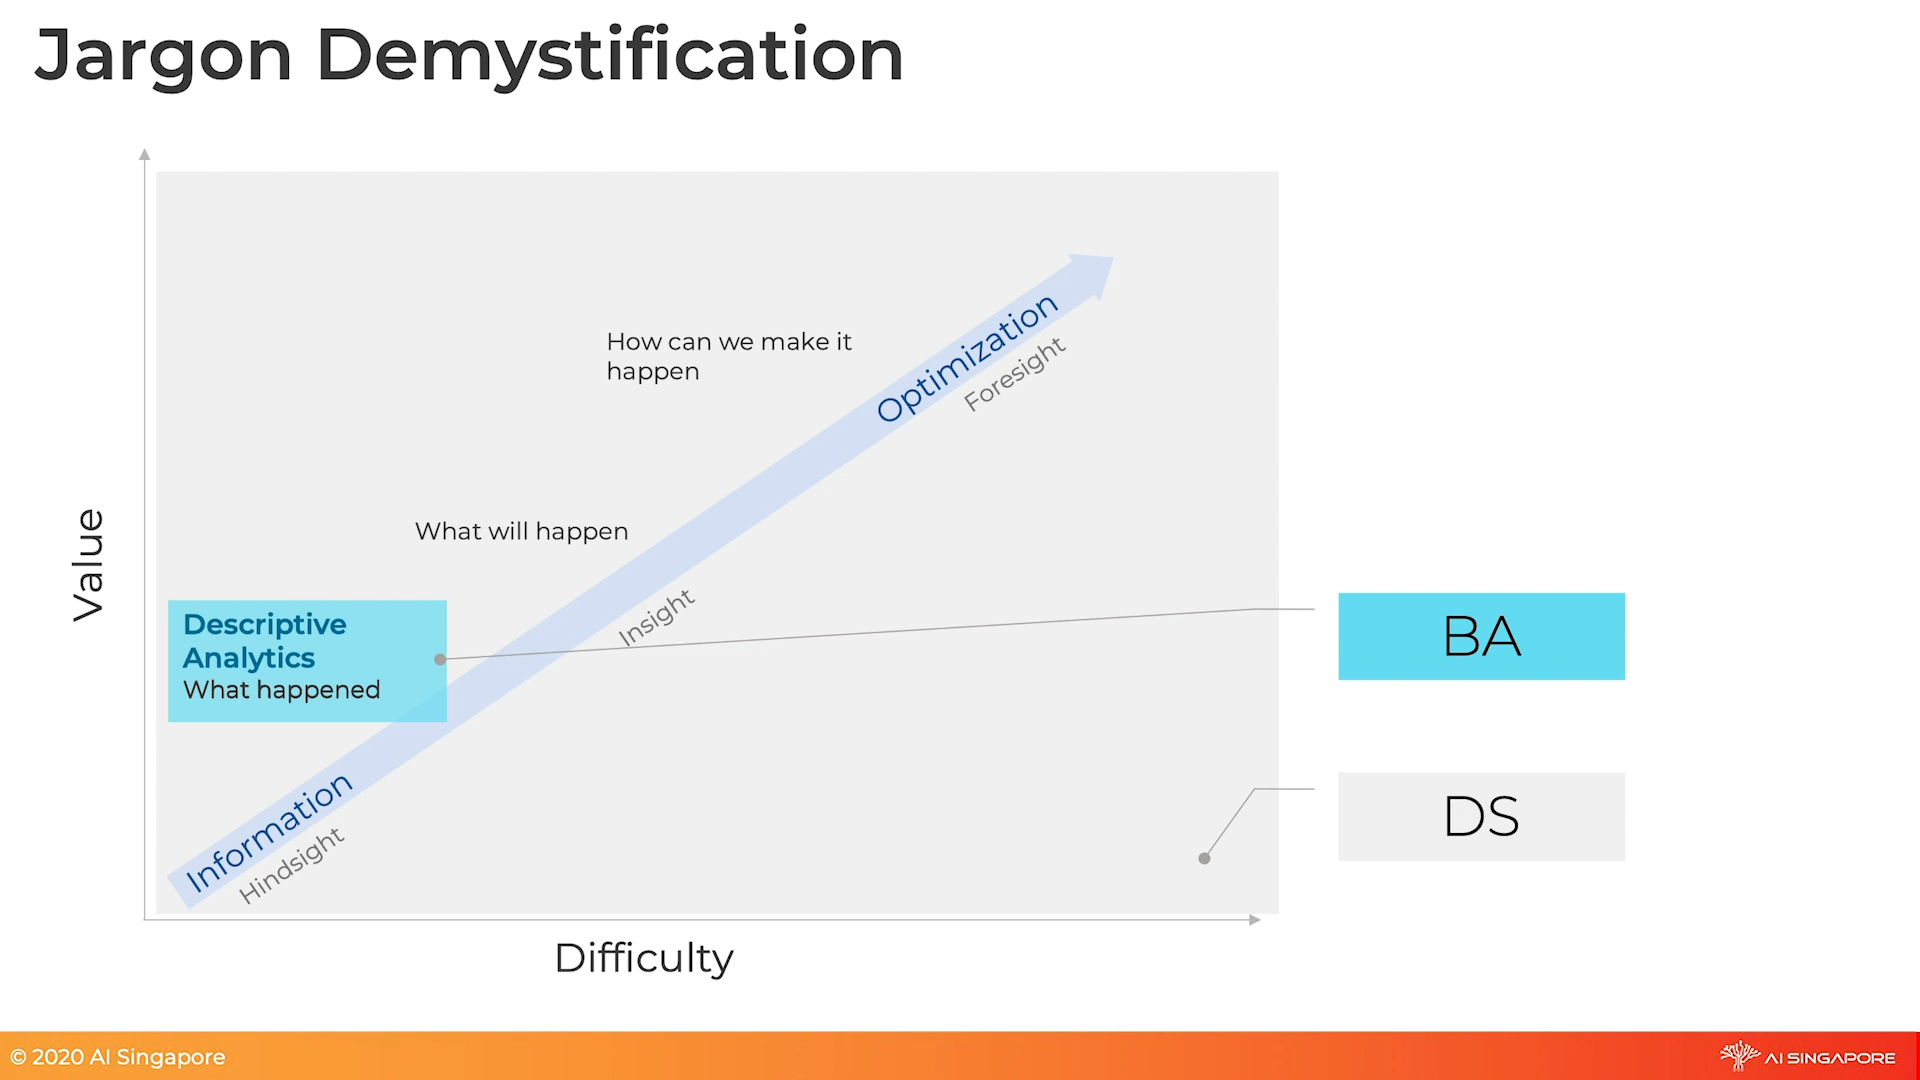 Jargon Demystification
How can we make it
happen
Optimization
Foresight
What will happen
Value
Insight
Descriptive
Analytics
What happened
BA
Information
Hindsight
DS
Difficulty
© 2020 AI Singapore
AI SINGAPORE